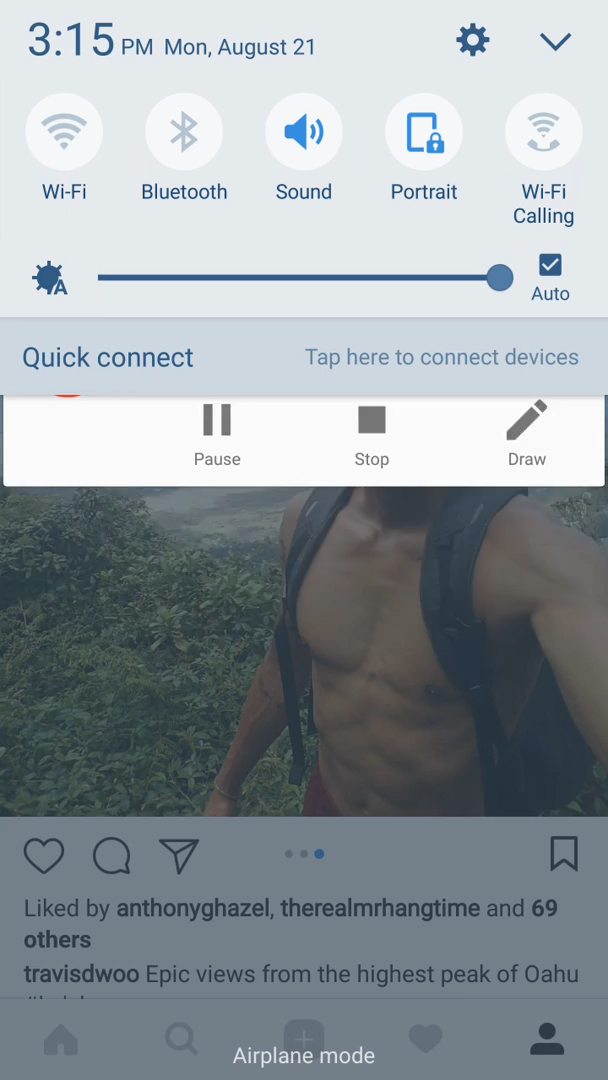 3:15 PM Mon, August 21
Wi-Fi
Bluetooth
Sound
Portrait
Wi-Fi
Calling
A
Auto
Quick connect
Tap here to connect devices
Pause
Stop
Draw
Liked by anthonyghazel, therealmrhangtime and 69
others
travisdwoo Epic views from the highest peak of Oahu
Airplane mode